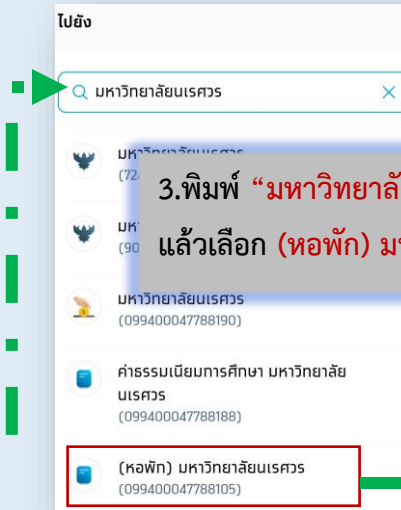 ไปยัง
มหาวิทยาลัยนเรศวร
(72
3.พิมพ์ “มหาวิทยาลั
(90
แล้วเลือก (หอพัก)
มหาวิทยาลัยนเรศวร
(099400047788190)
ค่าธรรมเนียมการศึกษา มหาวิทยาลัย
นเรศวร
(099400047788188)
(หอพัก) มหาวิทยาลัยนเรศวร
(099400047788105)